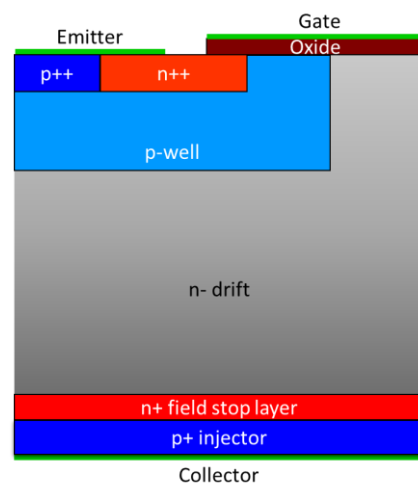 Gate
Emitter
Oxide
p++
n++
p-well
n- drift
n+ field stop layer
p+ injector
Collector